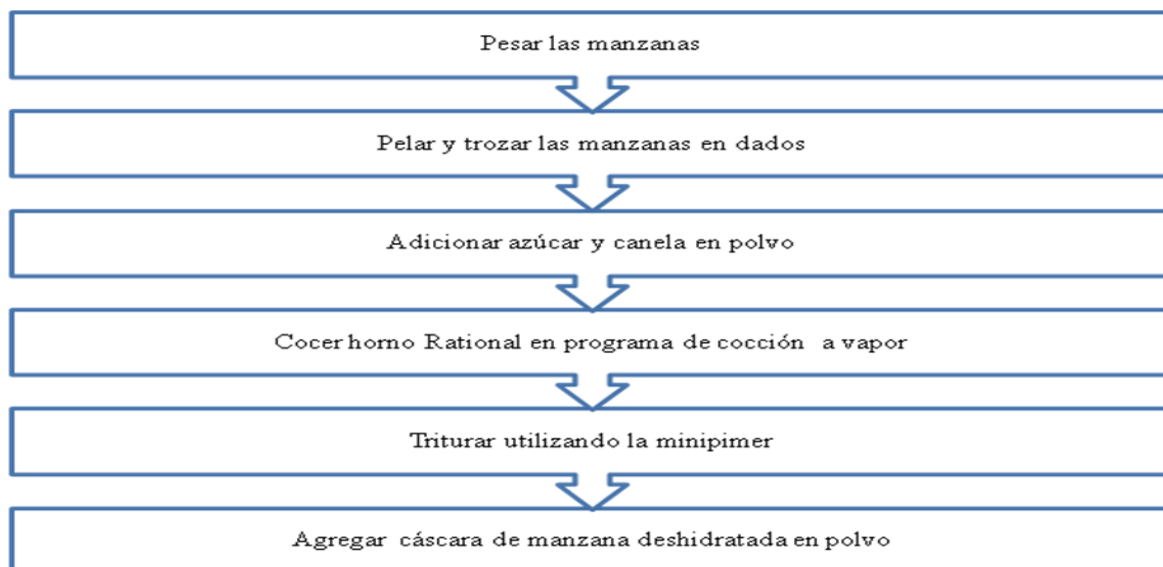 Pesar las manzanas
Pelar y trozar las manzanas en dados
Adicionar azúcar y canela en polvo
Cocer horno Rational en programa de cocción a vapor
Triturar utilizando la minipimer
Agregar cáscara de manzana deshidratada en polvo